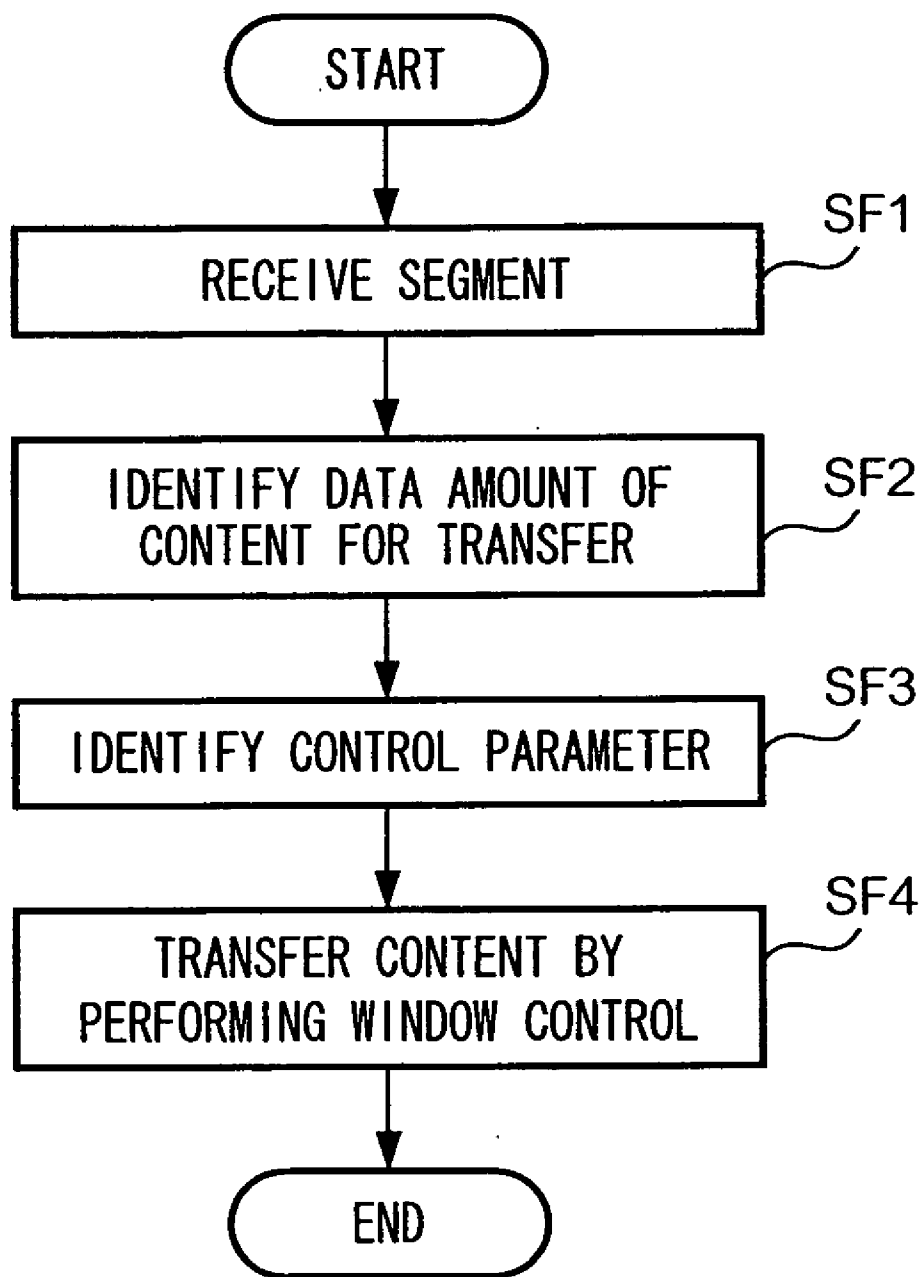 START
SF1
RECEIVE SEGMENT
SF2
IDENTIFY DATA AMOUNT OF
CONTENT FOR TRANSFER
SF3
IDENTIFY CONTROL PARAMETER
SF4
TRANSFER CONTENT BY
PERFORMING WINDOW CONTROL
END